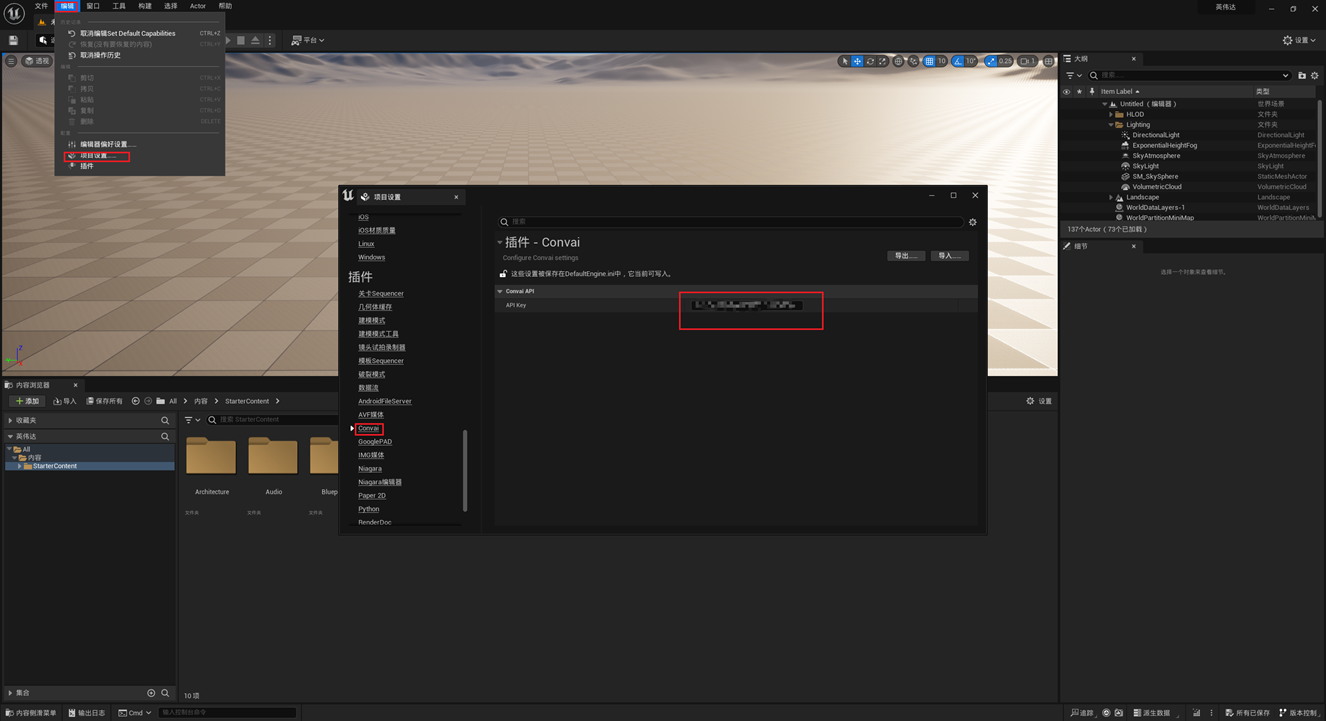 文件 编辑 窗口 工具 构建 选择 Actor 帮助
英伟达
历史记录
取消编辑Set Default Capabilities CTRL+Z
恢复(没有要恢复的内容) CTRL+Y
取消操作历史
编辑
剪切 CTRL+X
拷贝 CTRL+C
粘贴 CTRL+V
复制 CTRL+D
删除 DELETE
配置
编辑器偏好设置……
项目设置……
插件
平台
设置
透视
10 10° 0.25 1
大纲
搜索……
Item Label 类型
Untitled（编辑器） 世界场景
HLOD 文件夹
Lighting 文件夹
DirectionalLight DirectionalLight
ExponentialHeightFog ExponentialHeightF
SkyAtmosphere SkyAtmosphere
SkyLight SkyLight
SM_SkySphere StaticMeshActor
VolumetricCloud VolumetricCloud
Landscape Landscape
WorldDataLayers-1 WorldDataLayers
WorldPartitionMiniMap WorldPartitionMini
137个Actor（73个已加载）
细节
选择一个对象来查看细节。
项目设置
iOS
iOS材质质量
Linux
Windows
插件
关卡Sequencer
几何体缓存
建模模式
建模模式工具
镜头试拍录制器
模板Sequencer
破裂模式
数据流
AndroidFileServer
AVF媒体
Convai
GooglePAD
IMG媒体
Niagara
Niagara编辑器
Paper 2D
Python
RenderDoc
搜索
插件 - Convai
Configure Convai settings
导出…… 导入……
这些设置被保存在DefaultEngine.ini中，它当前可写入。
Convai API
API Key
内容浏览器
添加 导入 保存所有 All 内容 StarterContent
设置
收藏夹
搜索 StarterContent
英伟达
All
内容
StarterContent
Architecture Audio Bluep
文件夹 文件夹 文件夹
集合
10 项
内容侧滑菜单 输出日志 Cmd 输入控制台命令
追踪 派生数据 所有已保存 版本控制